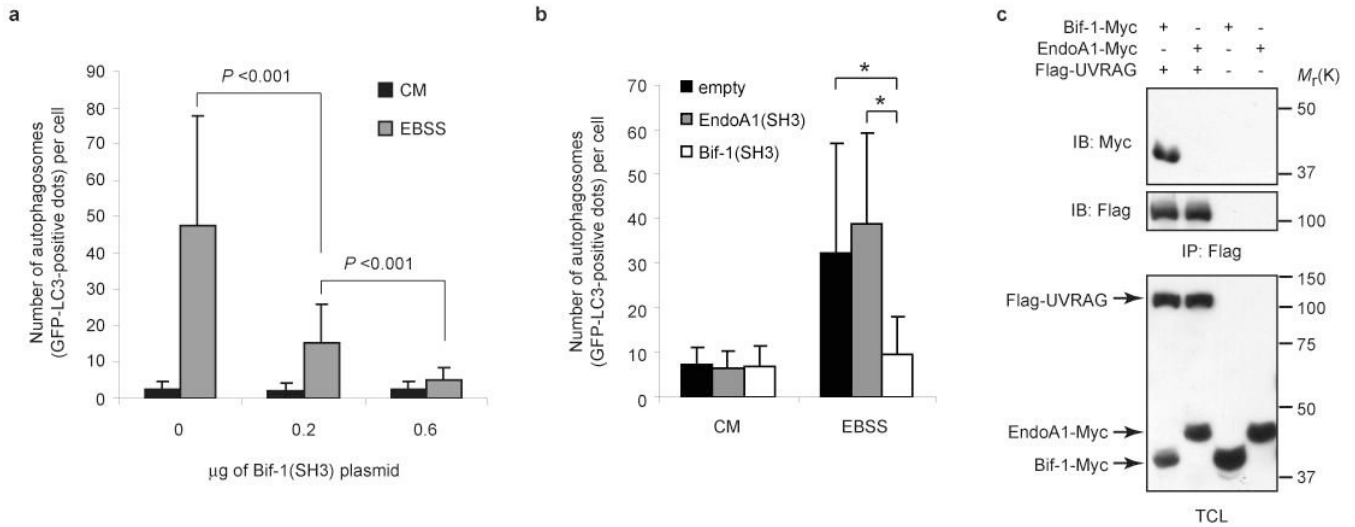 a
Number of autophagosomes
(GFP-LC3-positive dots) per cell
90
80
70
60
50
40
30
20
10
0
P <0.001
P <0.001
CM
EBSS
0 0.2 0.6
µg of Bif-1(SH3) plasmid
b
Number of autophagosomes
(GFP-LC3-positive dots) per cell
70
60
50
40
30
20
10
0
empty
EndoA1(SH3)
Bif-1(SH3)
*
*
CM EBSS
c
Bif-1-Myc + - + -
EndoA1-Myc - + - +
Flag-UVRAG + + - -
Mr(K)
50
IB: Myc
37
IB: Flag
100
IP: Flag
150
Flag-UVRAG
100
75
50
EndoA1-Myc
Bif-1-Myc
37
TCL